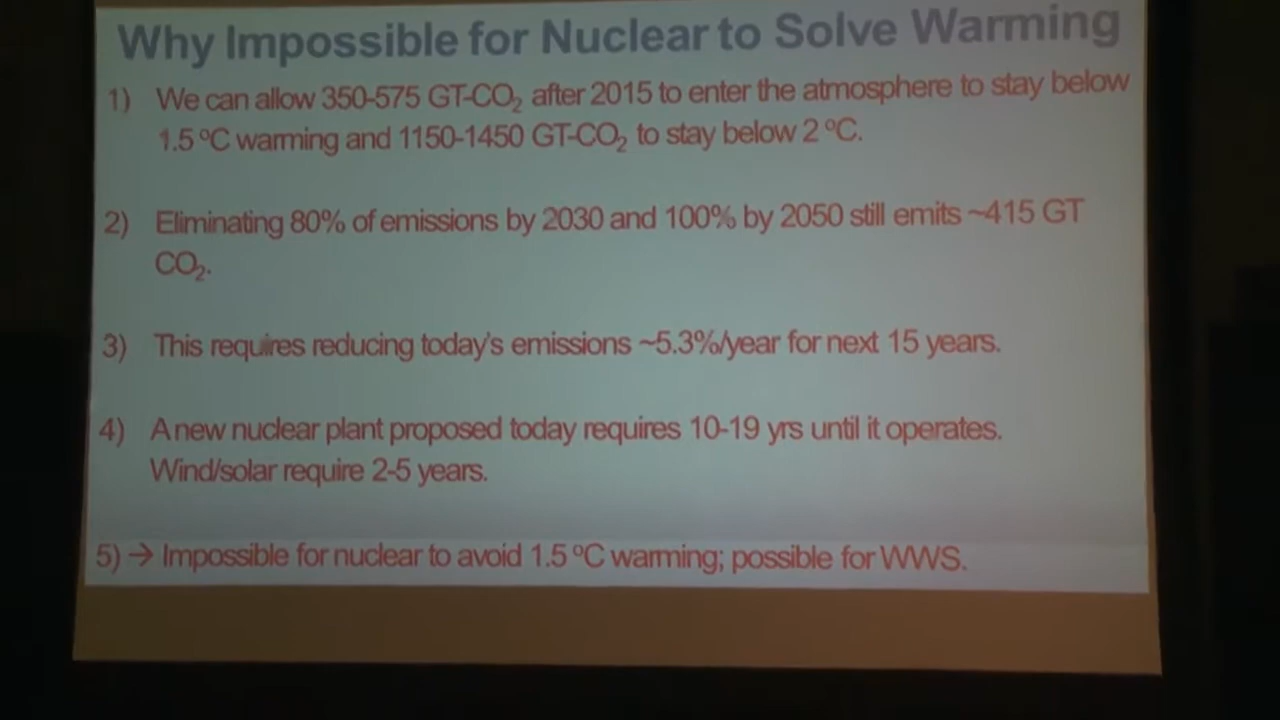 Why Impossible for Nuclear to Solve Warming
1) We can allow 350-575 GT-CO₂ after 2015 to enter the atmosphere to stay below
1.5 ºC warming and 1150-1450 GT-CO₂ to stay below 2 ºC.
2) Eliminating 80% of emissions by 2030 and 100% by 2050 still emits ~415 GT
CO₂.
3) This requires reducing today's emissions ~5.3%/year for next 15 years.
4) A new nuclear plant proposed today requires 10-19 yrs until it operates.
Wind/solar require 2-5 years.
5) → Impossible for nuclear to avoid 1.5 ºC warming; possible for WWS.